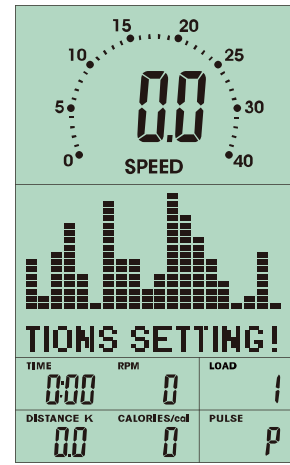 15 20
10 25
5 0.0 30
0 SPEED 40
TIONS SETTING!
TIME RPM LOAD
0:00 0 1
DISTANCE K CALORIES/cal PULSE
0.0 0 P